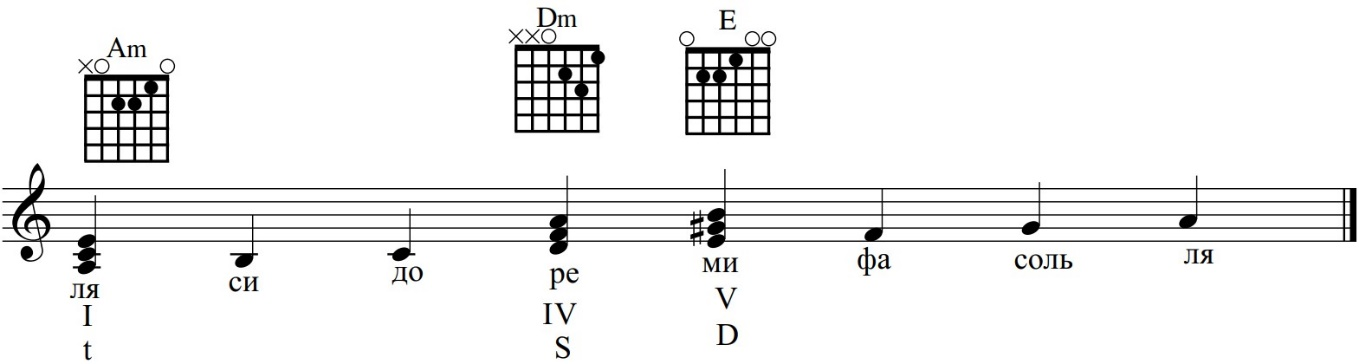 Am Dm E
ля си до ре ми фа соль ля
I IV V
t S D